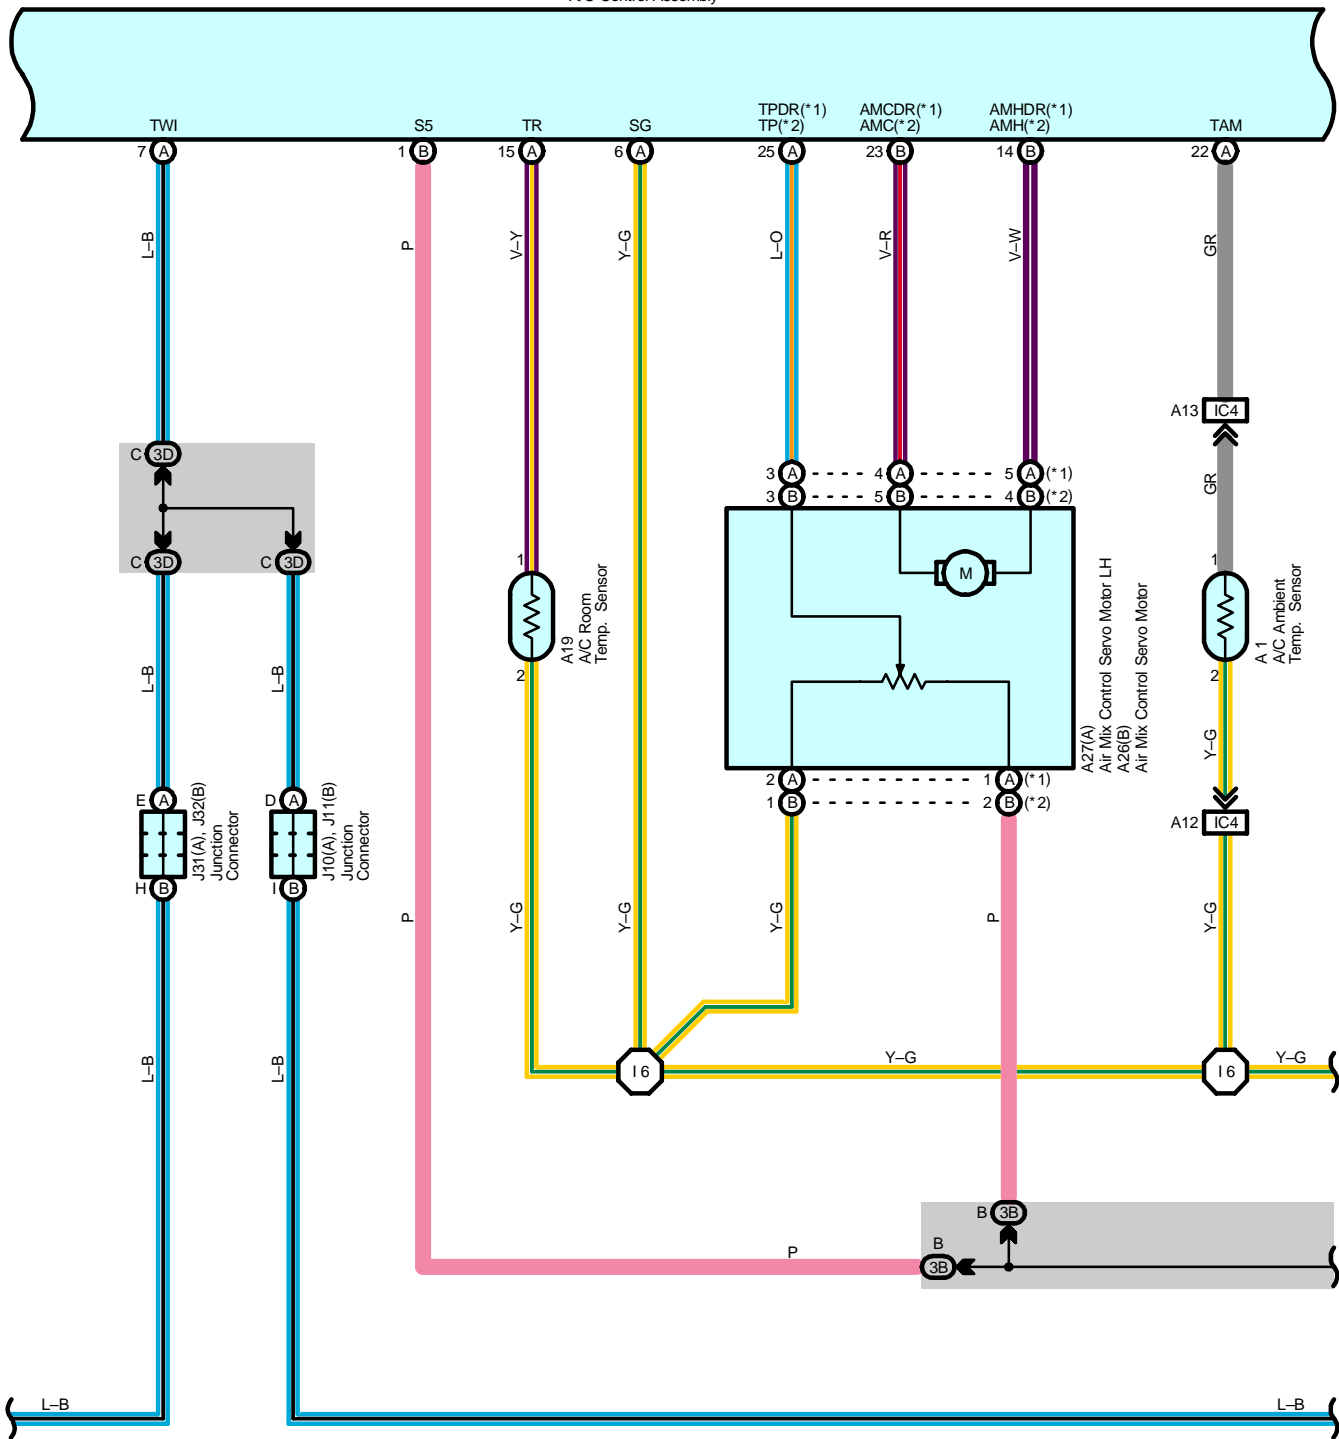 A/C Control Assembly
TPDR(*1) AMCDR(*1) AMHDR(*1)
TWI S5 TR SG TP(*2) AMC(*2) AMH(*2) TAM
7 A 1 B 15 A 6 A 25 A 23 B 14 B 22 A
L–B P V–Y Y–G L–O V–R V–W GR
A13 IC4
C 3D
3 A 4 A 5 A (*1)
3 B 5 B 4 B (*2)
GR
C 3D C 3D
1 1
M
A19
A/C Room
Temp. Sensor
A 1
A/C Ambient
Temp. Sensor
2 2
L–B L–B
A27(A)
Air Mix Control Servo Motor LH
A26(B)
Air Mix Control Servo Motor
Y–G
2 A 1 A (*1)
1 B 2 B (*2)
E A D A
A12 IC4
J31(A), J32(B)
Junction
Connector
J10(A), J11(B)
Junction
Connector
H B I B
P Y–G Y–G Y–G P Y–G
L–B L–B
Y–G Y–G
I 6 I 6
B 3B
B
3B
P
L–B L–B